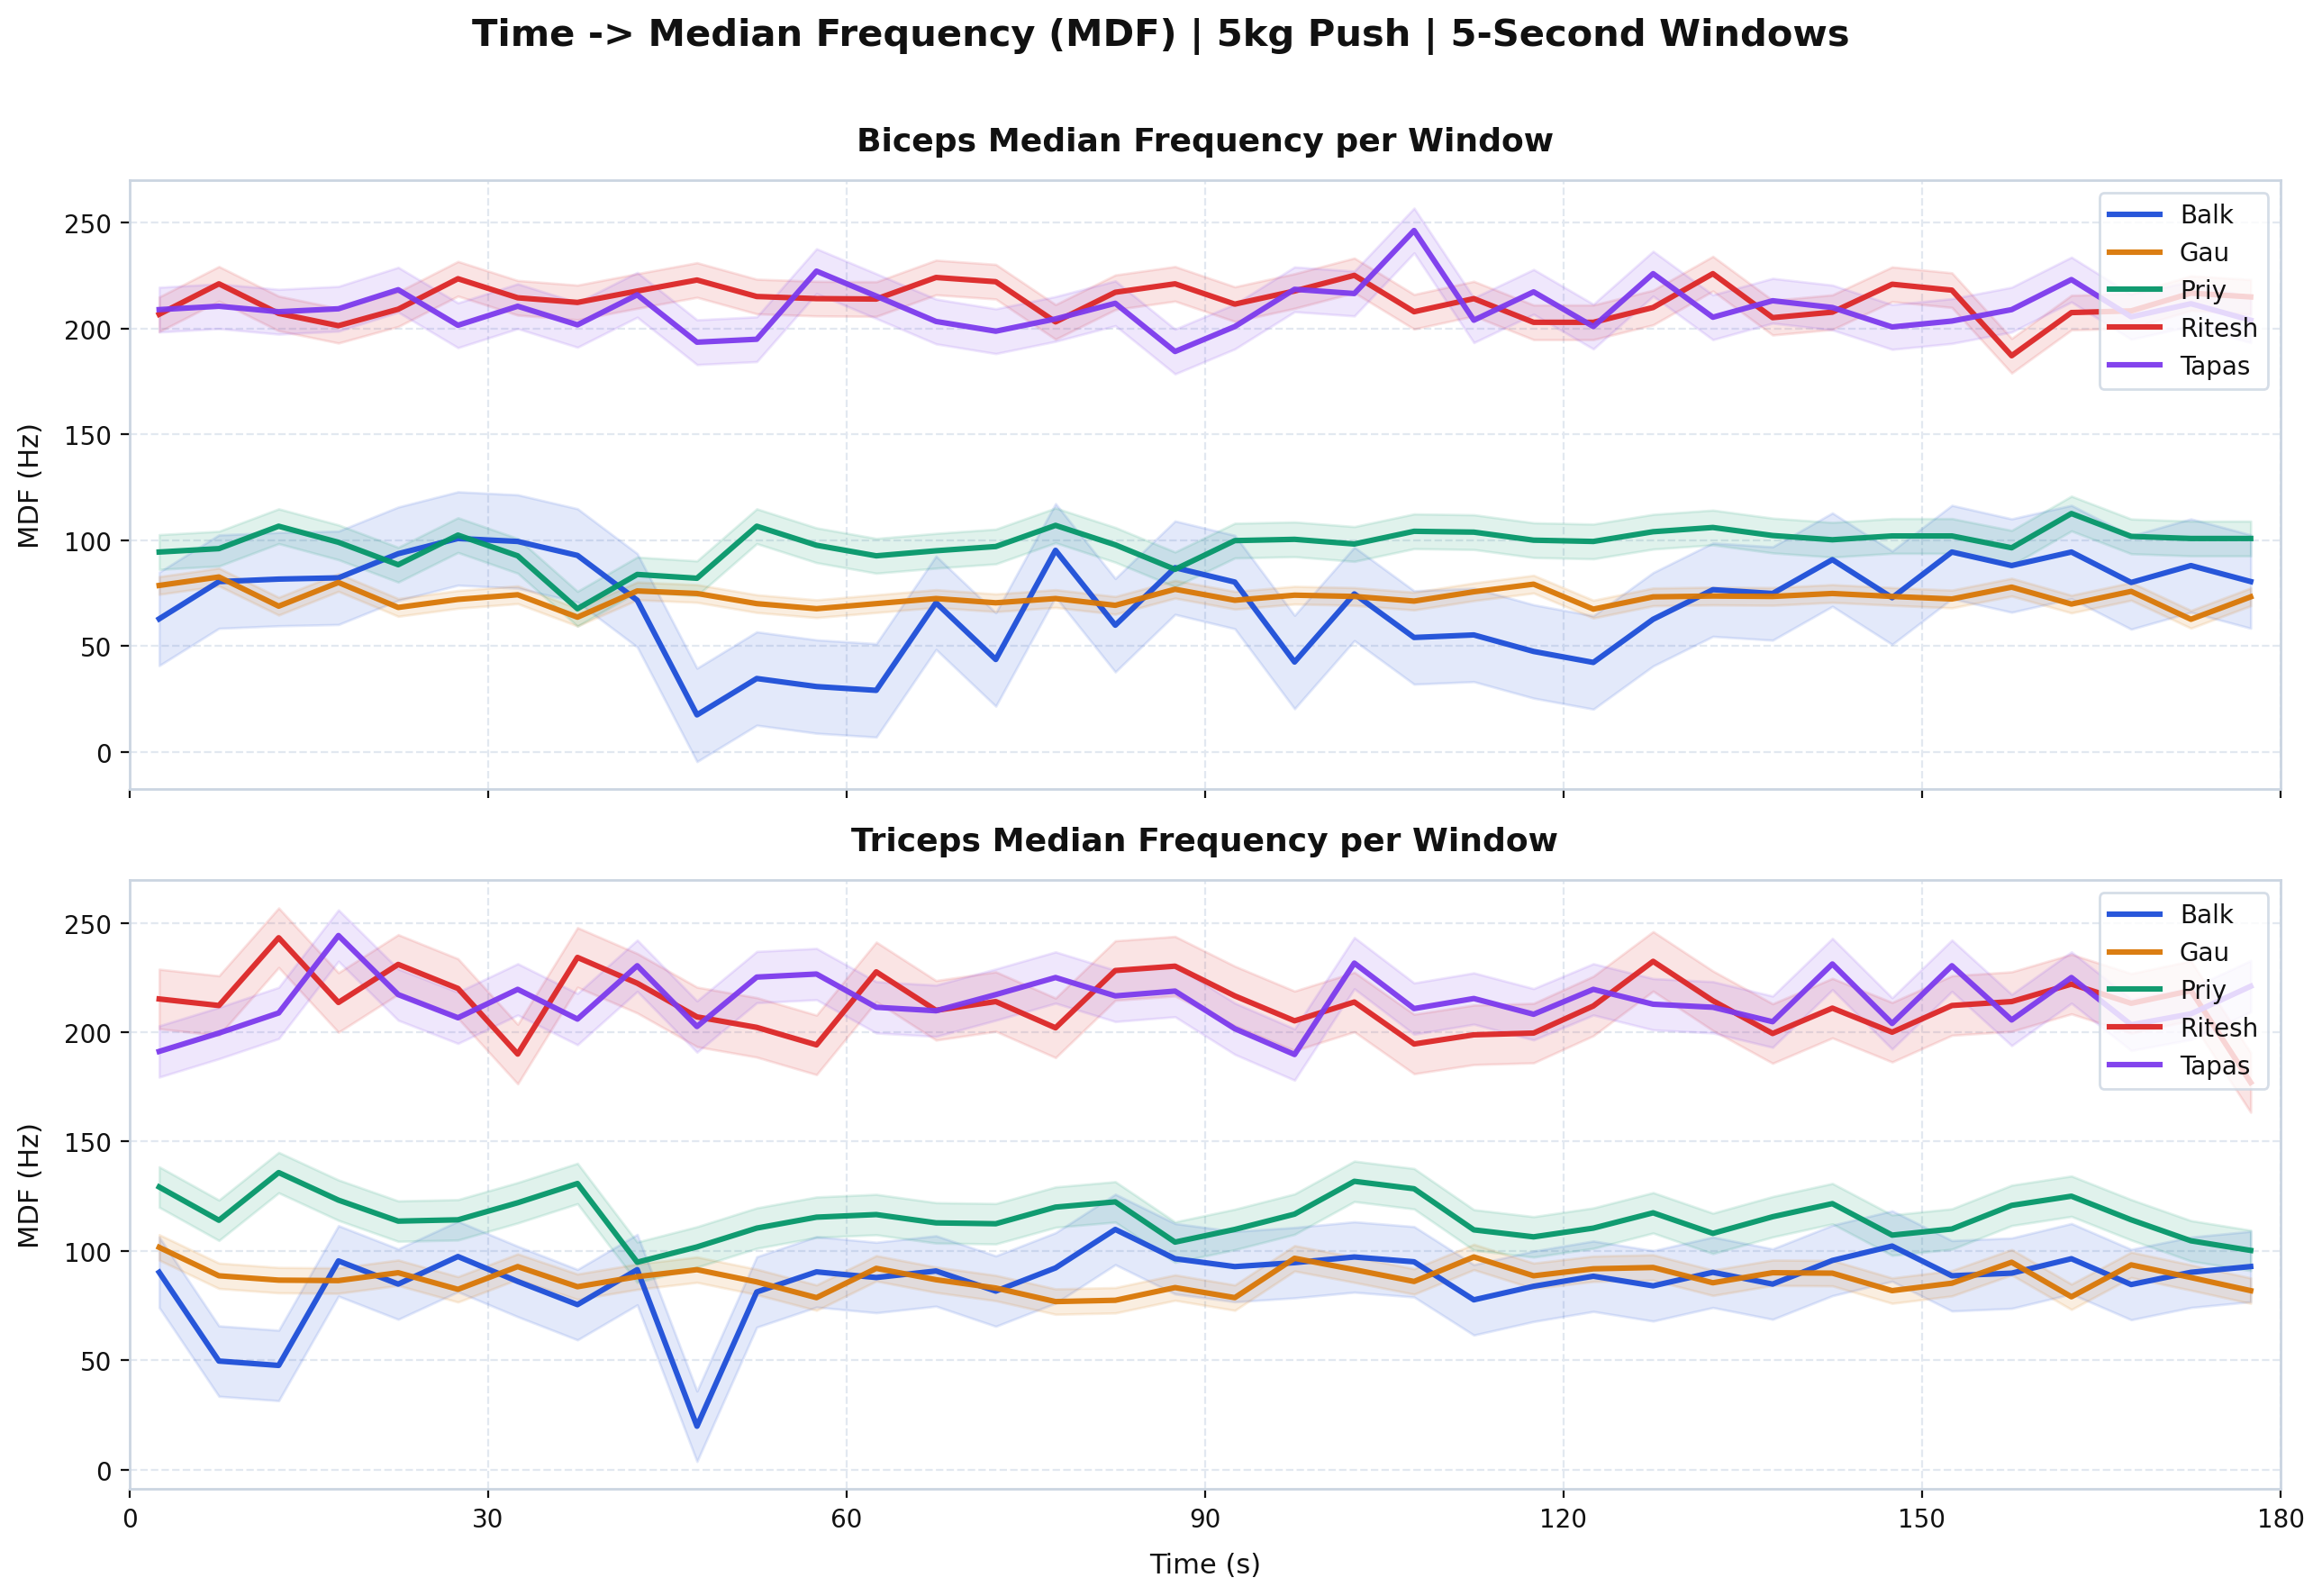 Time -> Median Frequency (MDF) | 5kg Push | 5-Second Windows
Biceps Median Frequency per Window
MDF (Hz)
250
200
150
100
50
0
Balk
Gau
Priy
Ritesh
Tapas
Triceps Median Frequency per Window
MDF (Hz)
250
200
150
100
50
0
Balk
Gau
Priy
Ritesh
Tapas
0 30 60 90 120 150 180
Time (s)